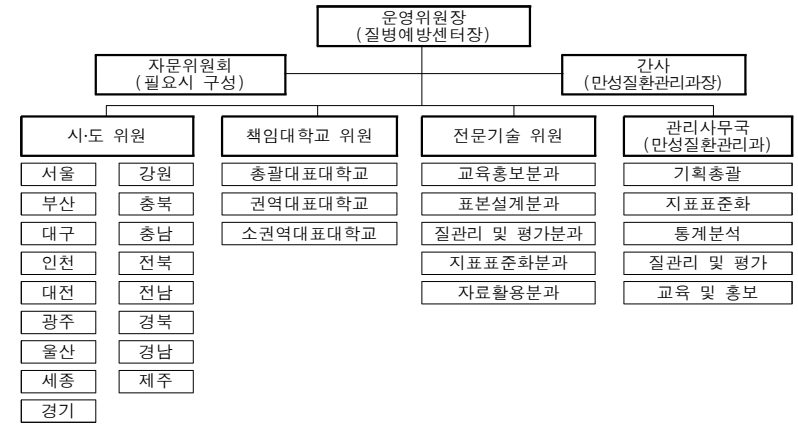 운영위원장
(질병예방센터장)
자문위원회
(필요시 구성)
간사
(만성질환관리과장)
시·도 위원
서울
부산
대구
인천
대전
광주
울산
세종
경기
강원
충북
충남
전북
전남
경북
경남
제주
책임대학교 위원
총괄대표대학교
권역대표대학교
소권역대표대학교
전문기술 위원
교육홍보분과
표본설계분과
질관리 및 평가분과
지표표준화분과
자료활용분과
관리사무국
(만성질환관리과)
기획총괄
지표표준화
통계분석
질관리 및 평가
교육 및 홍보